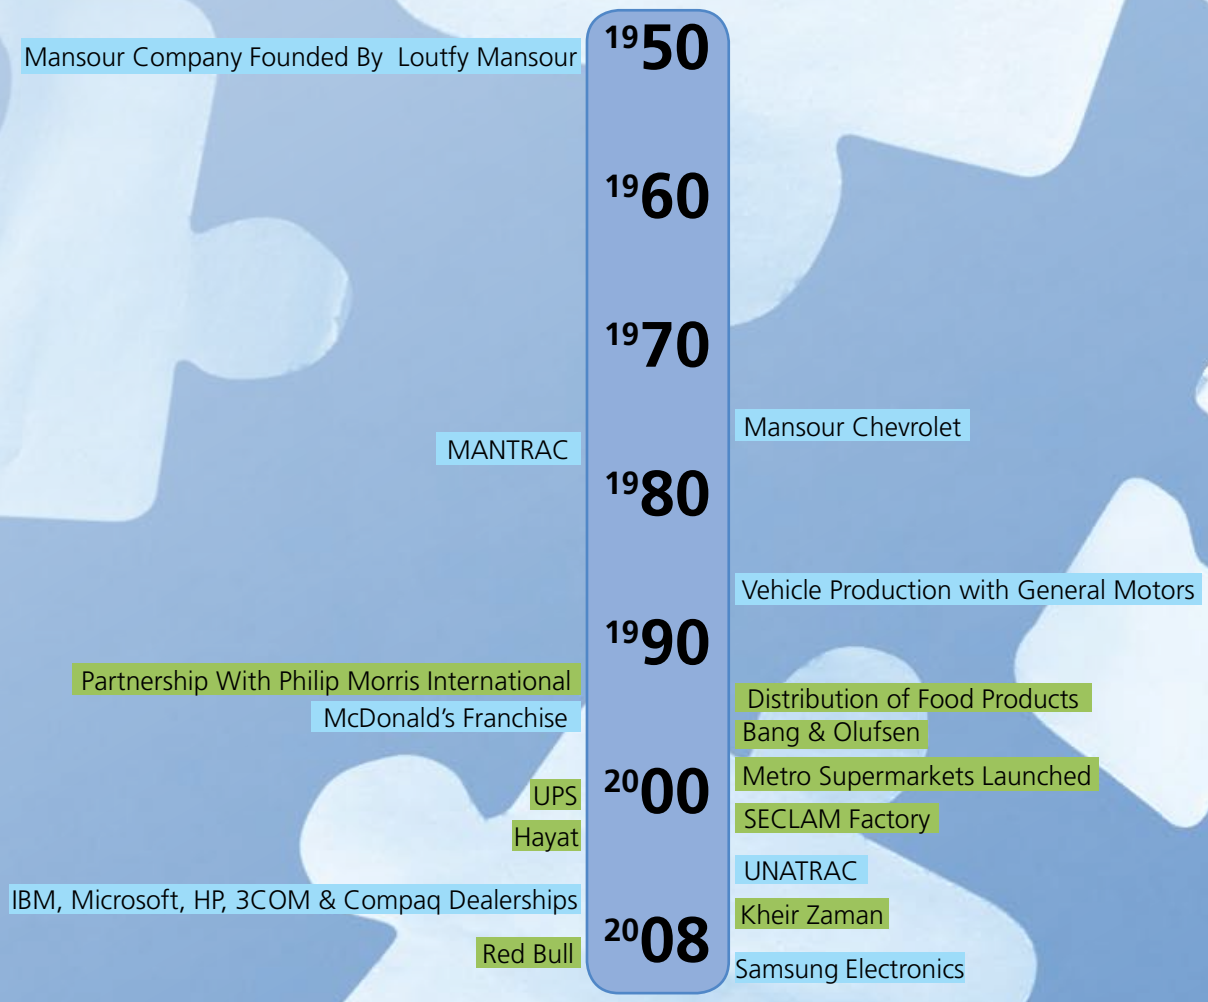 1950
Mansour Company Founded By Loutfy Mansour
1960
1970
Mansour Chevrolet
MANTRAC
1980
Vehicle Production with General Motors
1990
Partnership With Philip Morris International
Distribution of Food Products
McDonald's Franchise
Bang & Olufsen
Metro Supermarkets Launched
2000
UPS
SECLAM Factory
Hayat
UNATRAC
IBM, Microsoft, HP, 3COM & Compaq Dealerships
Kheir Zaman
2008
Red Bull
Samsung Electronics